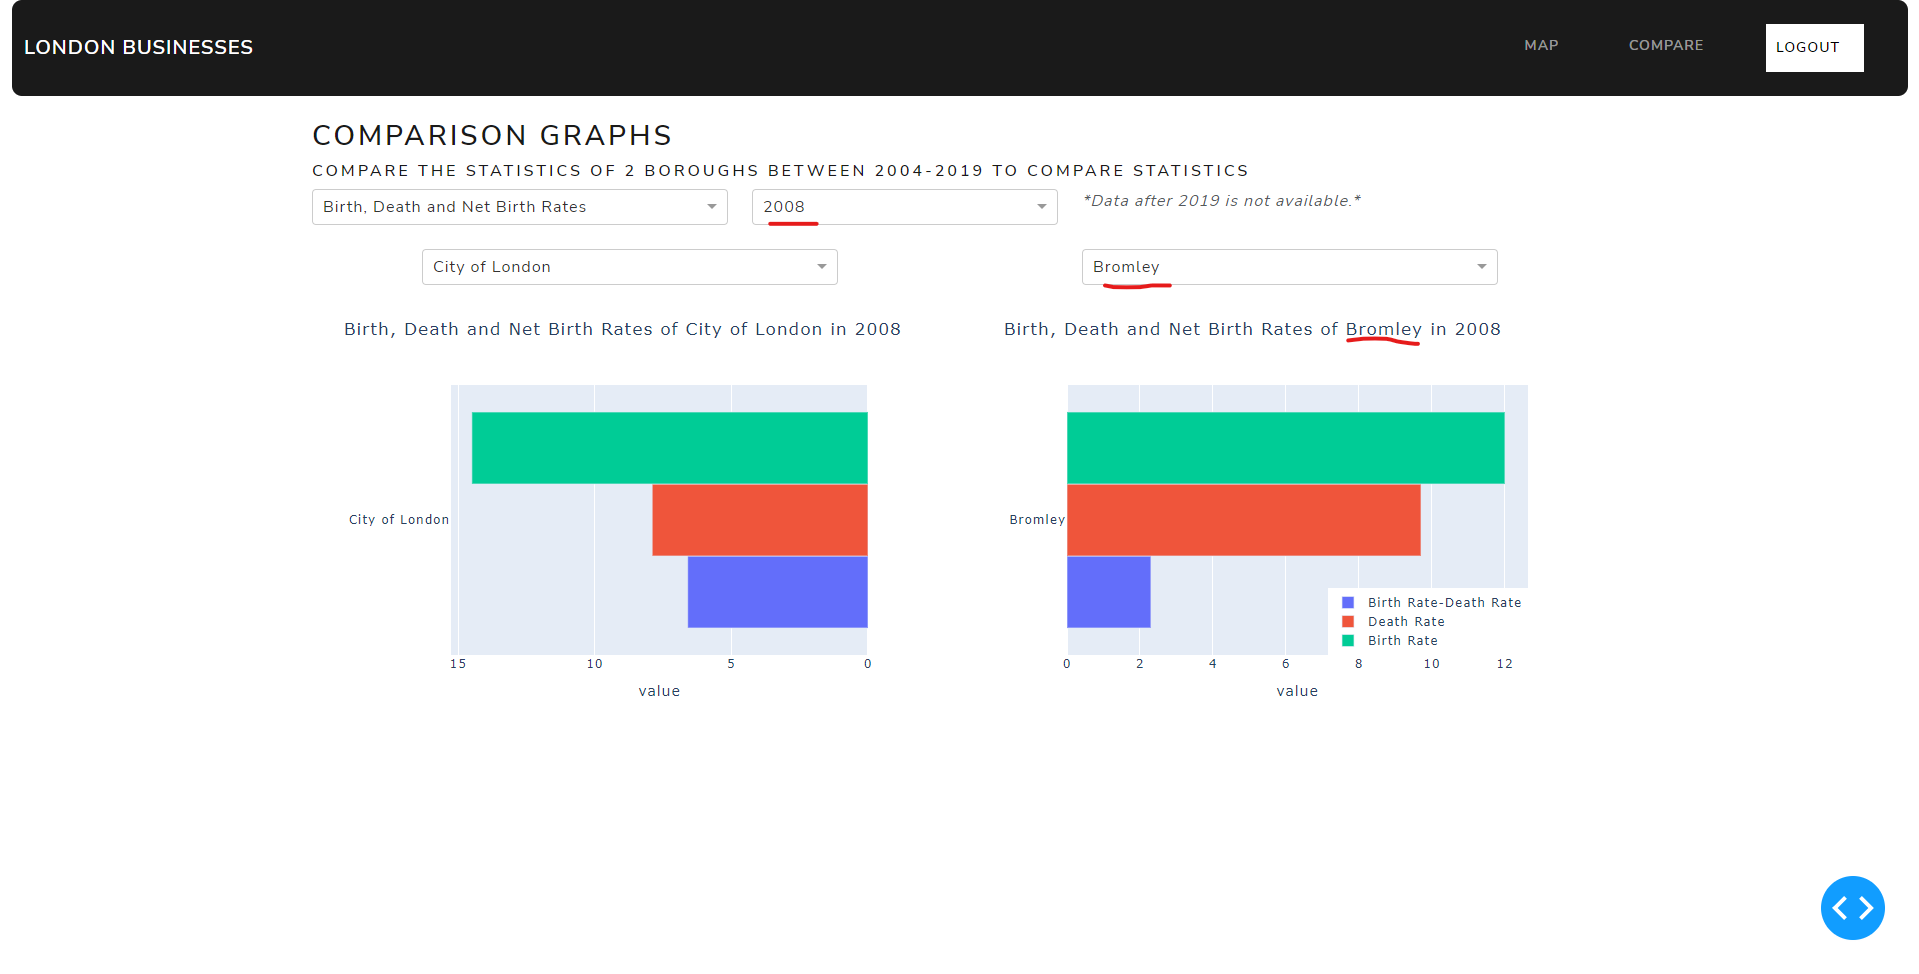 LONDON BUSINESSES MAP COMPARE LOGOUT
COMPARISON GRAPHS
COMPARE THE STATISTICS OF 2 BOROUGHS BETWEEN 2004-2019 TO COMPARE STATISTICS
Birth, Death and Net Birth Rates 2008 *Data after 2019 is not available.*
City of London Bromley
Birth, Death and Net Birth Rates of City of London in 2008
City of London
15 10 5 0
value
Birth, Death and Net Birth Rates of Bromley in 2008
Bromley
Birth Rate-Death Rate
Death Rate
Birth Rate
0 2 4 6 8 10 12
value